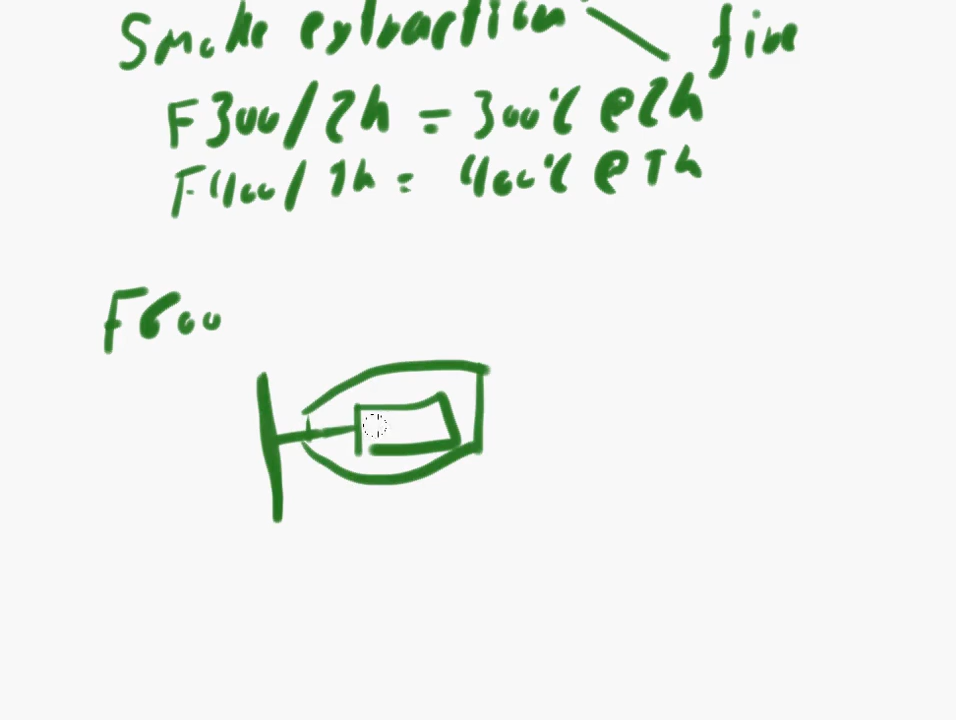 Smoke extraction fire
F300/2h = 300°C @ 2h
F400/1h = 400°C @ 1h
F600